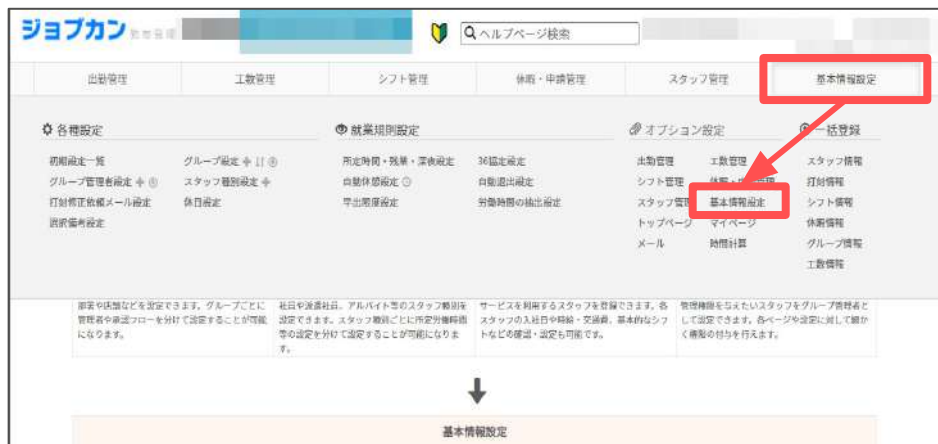 ジョブカン 勤怠管理
ヘルプページ検索
出勤管理 工数管理 シフト管理 休暇・申請管理 スタッフ管理 基本情報設定
各種設定 就業規則設定 オプション設定 一括登録
初期設定一覧 グループ設定 所定時間・残業・深夜設定 36協定設定 出勤管理 工数管理 スタッフ情報
グループ管理者設定 スタッフ種別設定 自動休憩設定 自動退出設定 シフト管理 休暇・申請管理 打刻情報
打刻修正依頼メール設定 休日設定 早出遅刻設定 労働時間の抽出設定 スタッフ管理 基本情報設定 シフト情報
選択備考設定 トップページ マイページ 休暇情報
メール 時間計算 グループ情報
工数情報
部署や店舗などを設定できます。グループごとに 社員や派遣社員、アルバイト等のスタッフ種別を サービスを利用するスタッフを登録できます。各 管理権限を与えたいスタッフをグループ管理者と
管理者や承認フローを分けて設定することが可能 設定できます。スタッフ種別ごとに所定労働時間 スタッフの入社日や時給・交通費、基本的なシフ して設定できます。各ページや設定に対して細か
になります。 等の設定を分けて設定することが可能になりま トなどの確認・設定も可能です。 く権限の付与を行えます。
す。
基本情報設定